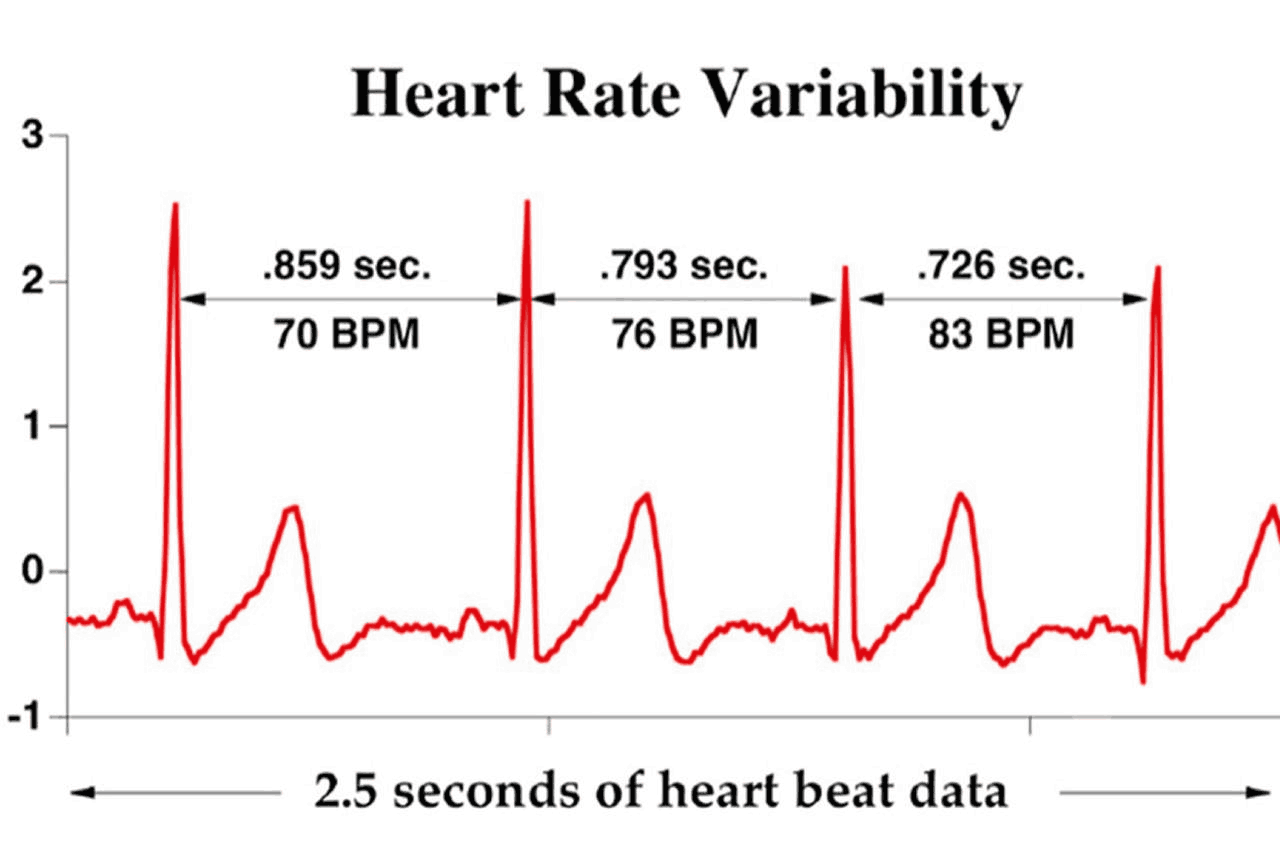 Heart Rate Variability
3
.859 sec. .793 sec. .726 sec.
2
70 BPM 76 BPM 83 BPM
1
0
-1
2.5 seconds of heart beat data